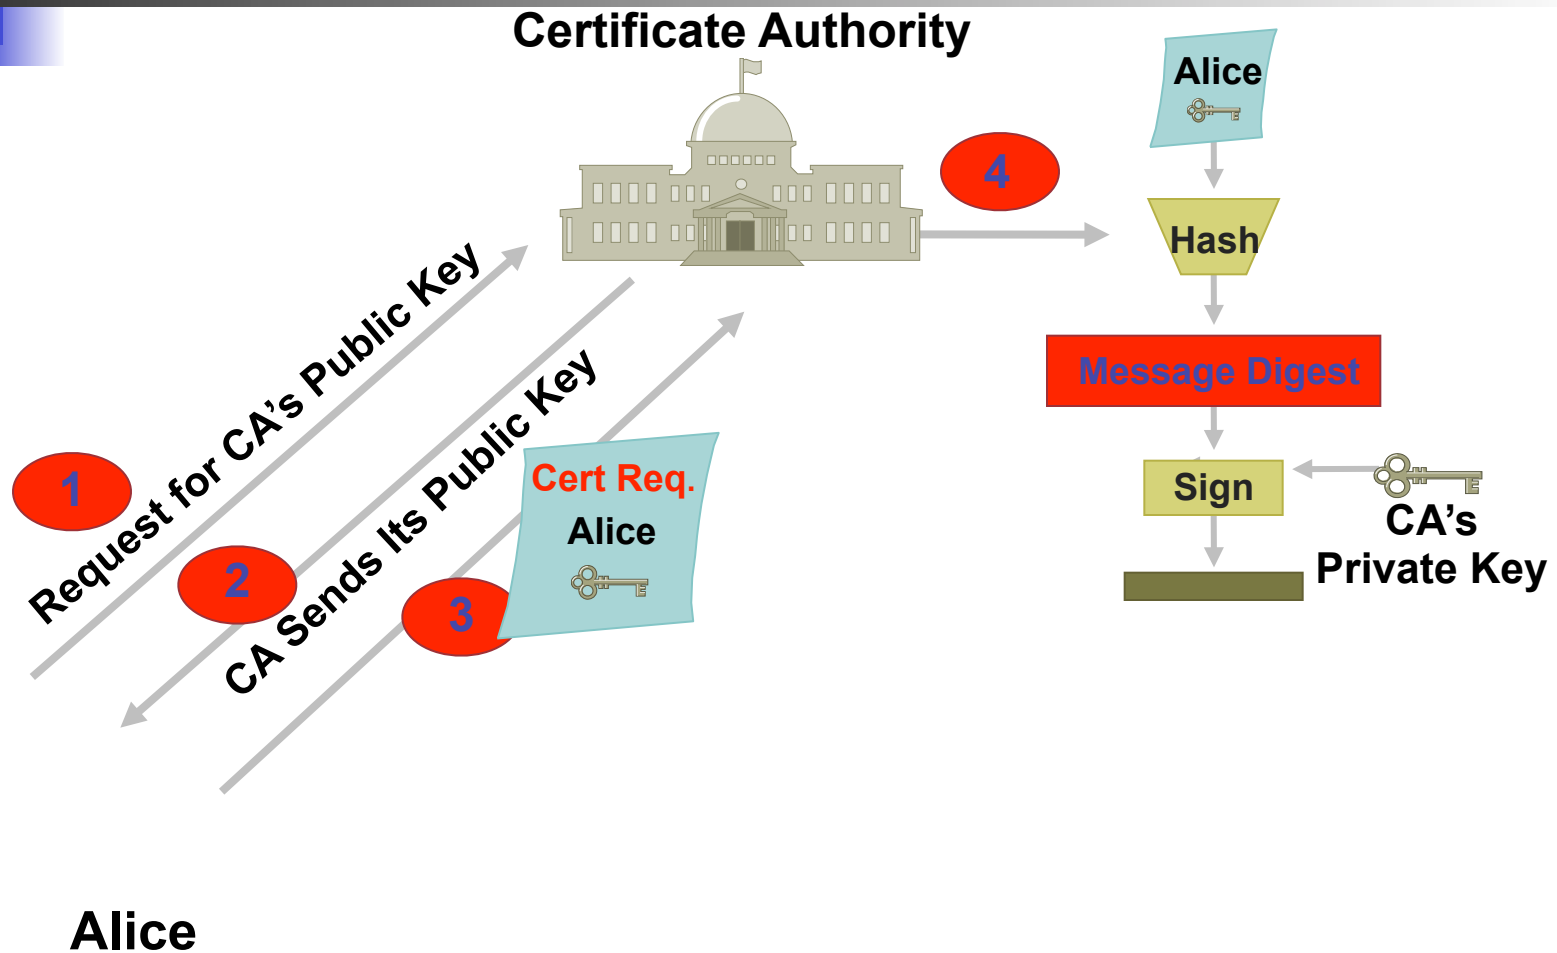 Certificate Authority
Alice
4
Hash
Request for CA’s Public Key
Message Digest
1
CA Sends Its Public Key
2
Cert Req.
Alice
3
Sign
CA’s
Private Key
Alice